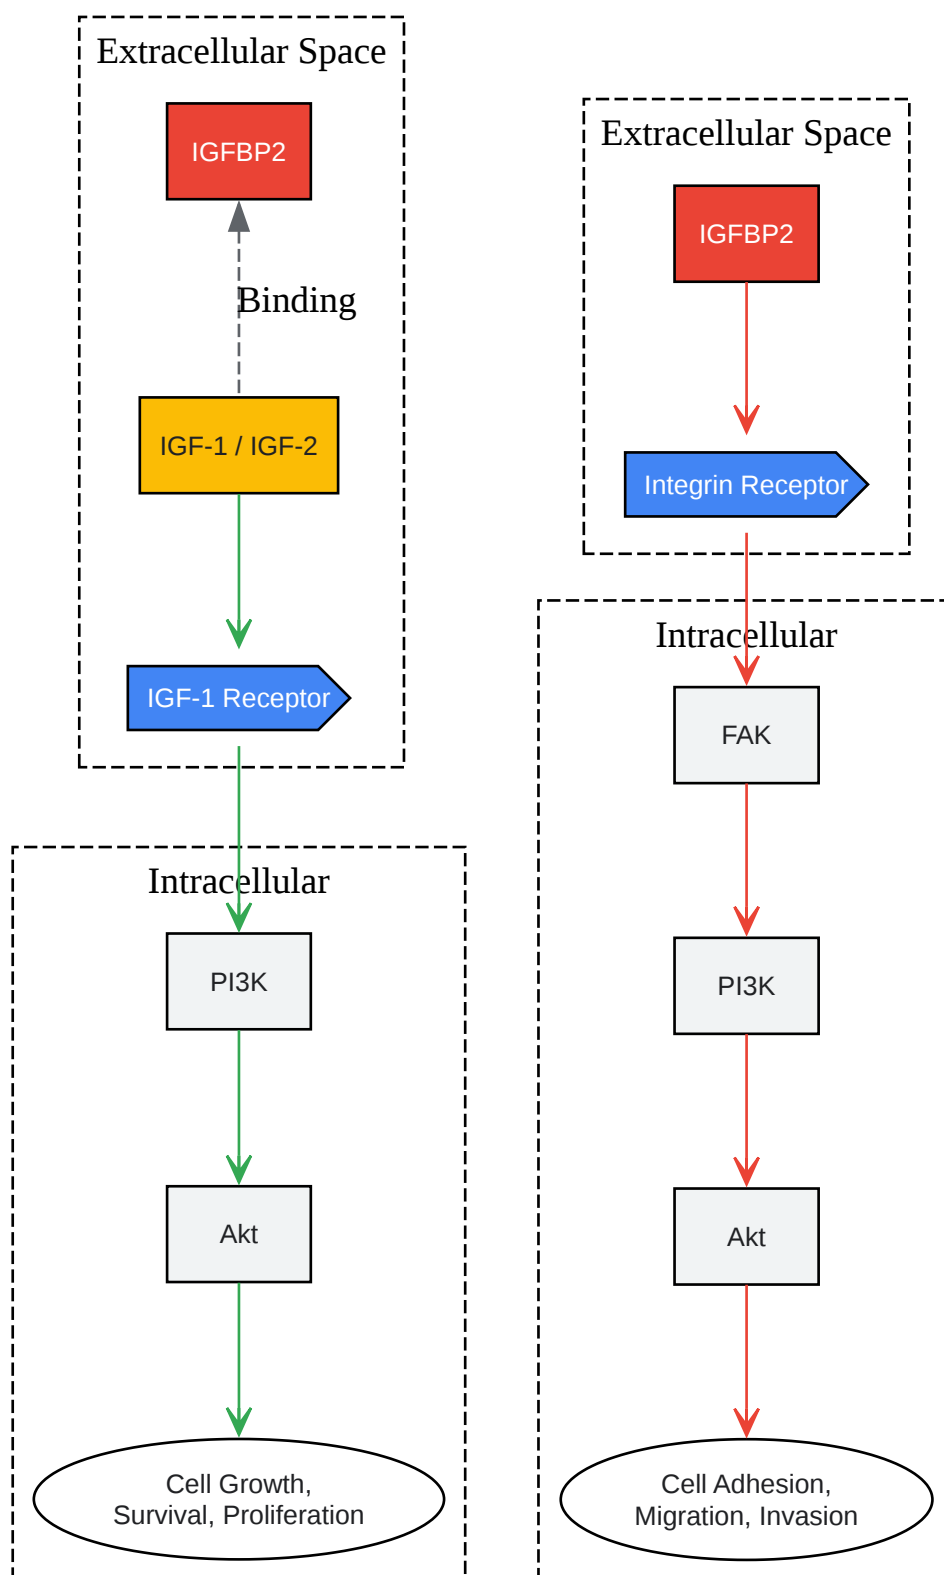 Extracellular Space
IGFBP2
Binding
IGF-1 / IGF-2
IGF-1 Receptor
Intracellular
PI3K
Akt
Cell Growth,
Survival, Proliferation
Extracellular Space
IGFBP2
Integrin Receptor
Intracellular
FAK
PI3K
Akt
Cell Adhesion,
Migration, Invasion